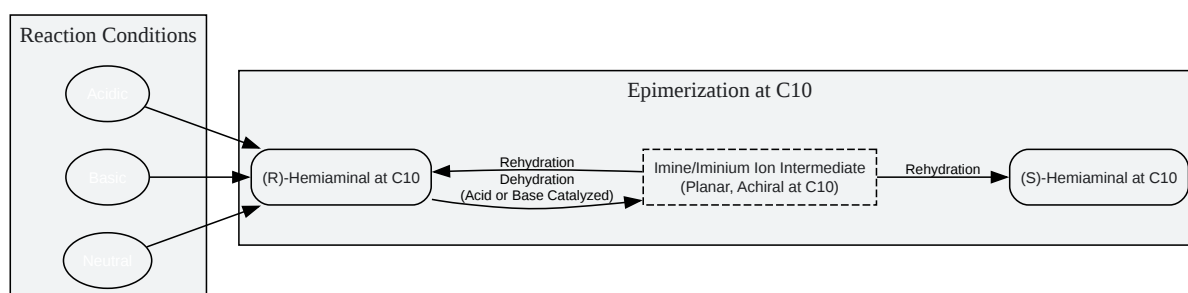 Reaction Conditions
Acidic
Basic
Neutral
Epimerization at C10
(R)-Hemiaminal at C10
Rehydration
Dehydration
(Acid or Base Catalyzed)
Imine/Iminium Ion Intermediate
(Planar, Achiral at C10)
Rehydration
(S)-Hemiaminal at C10